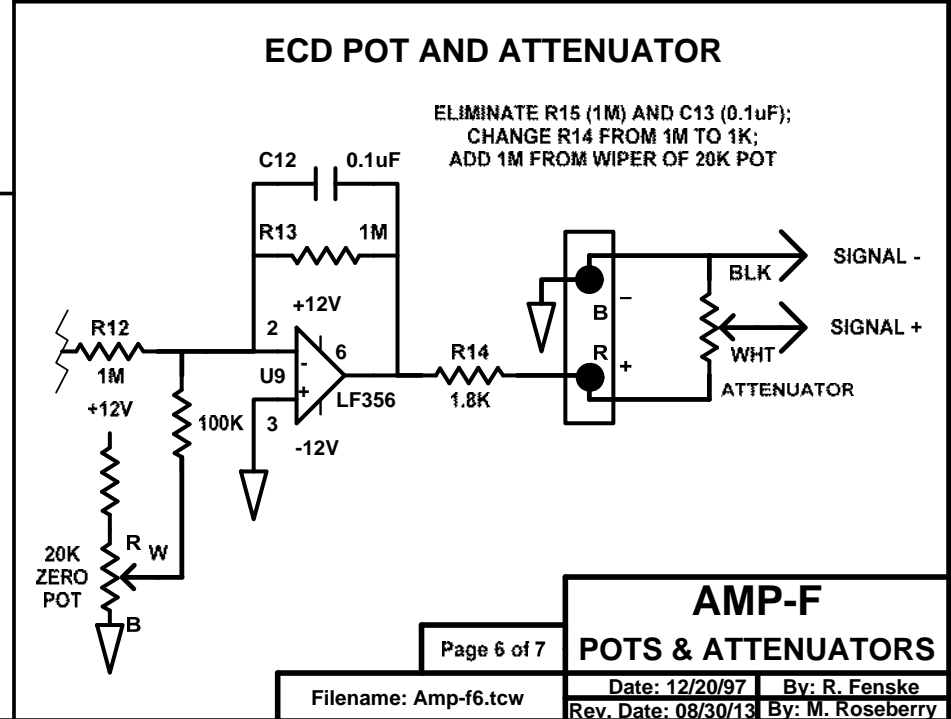 ECD POT AND ATTENUATOR
ELIMINATE R15 (1M) AND C13 (0.1uF);
CHANGE R14 FROM 1M TO 1K;
ADD 1M FROM WIPER OF 20K POT
C12 0.1uF
R13 1M
+12V
R12
1M
+12V
2
6
U9
-
+
LF356
3
-12V
100K
R14
1.8K
B
–
R
+
BLK
SIGNAL -
SIGNAL +
WHT
ATTENUATOR
20K
ZERO
POT
R
W
B
Page 6 of 7
AMP-F
POTS & ATTENUATORS
Filename: Amp-f6.tcw
Date: 12/20/97 By: R. Fenske
Rev. Date: 08/30/13 By: M. Roseberry